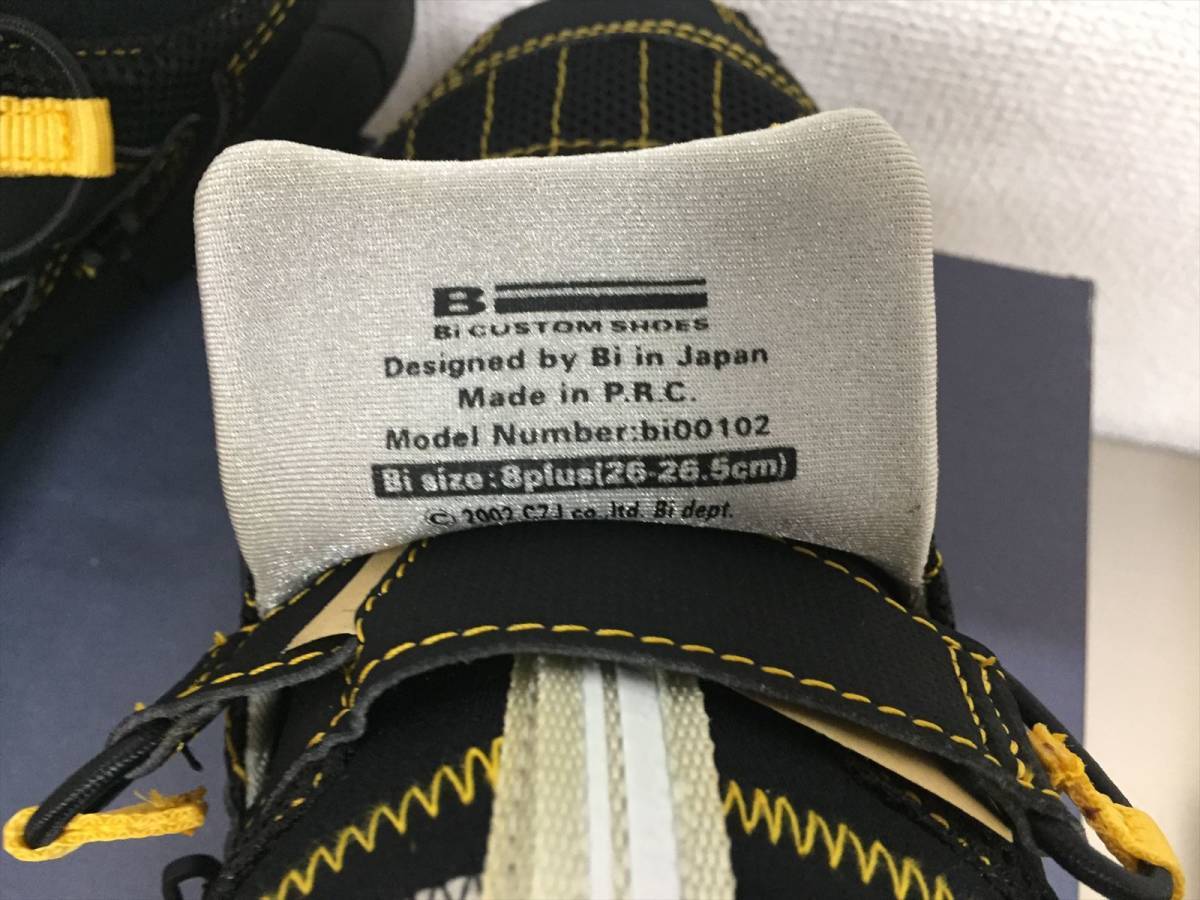 B
Bi CUSTOM SHOES
Designed by Bi in Japan
Made in P.R.C.
Model Number:bi00102
Bi size:8plus(26-26.5cm)
© 2002 CZJ co.,ltd. Bi dept.